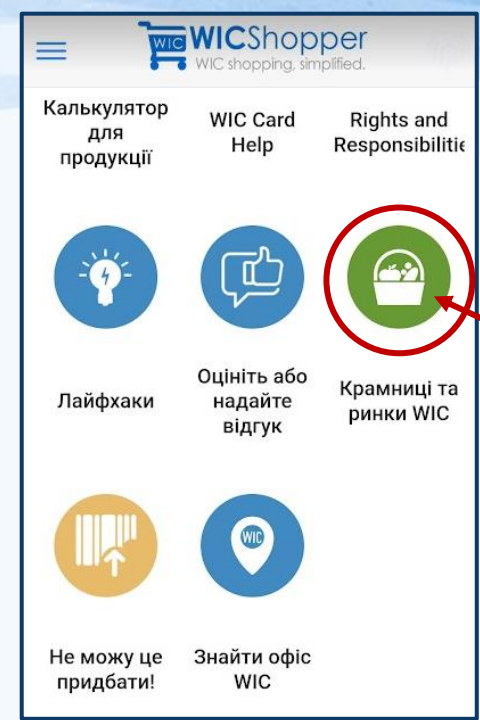 WIC WICShopper
WIC shopping, simplified.
Калькулятор
для
продукції
WIC Card
Help
Rights and
Responsibilitie
Лайфхаки
Оцініть або
надайте
відгук
Крамниці та
ринки WIC
WIC
Не можу це
придбати!
Знайти офіс
WIC